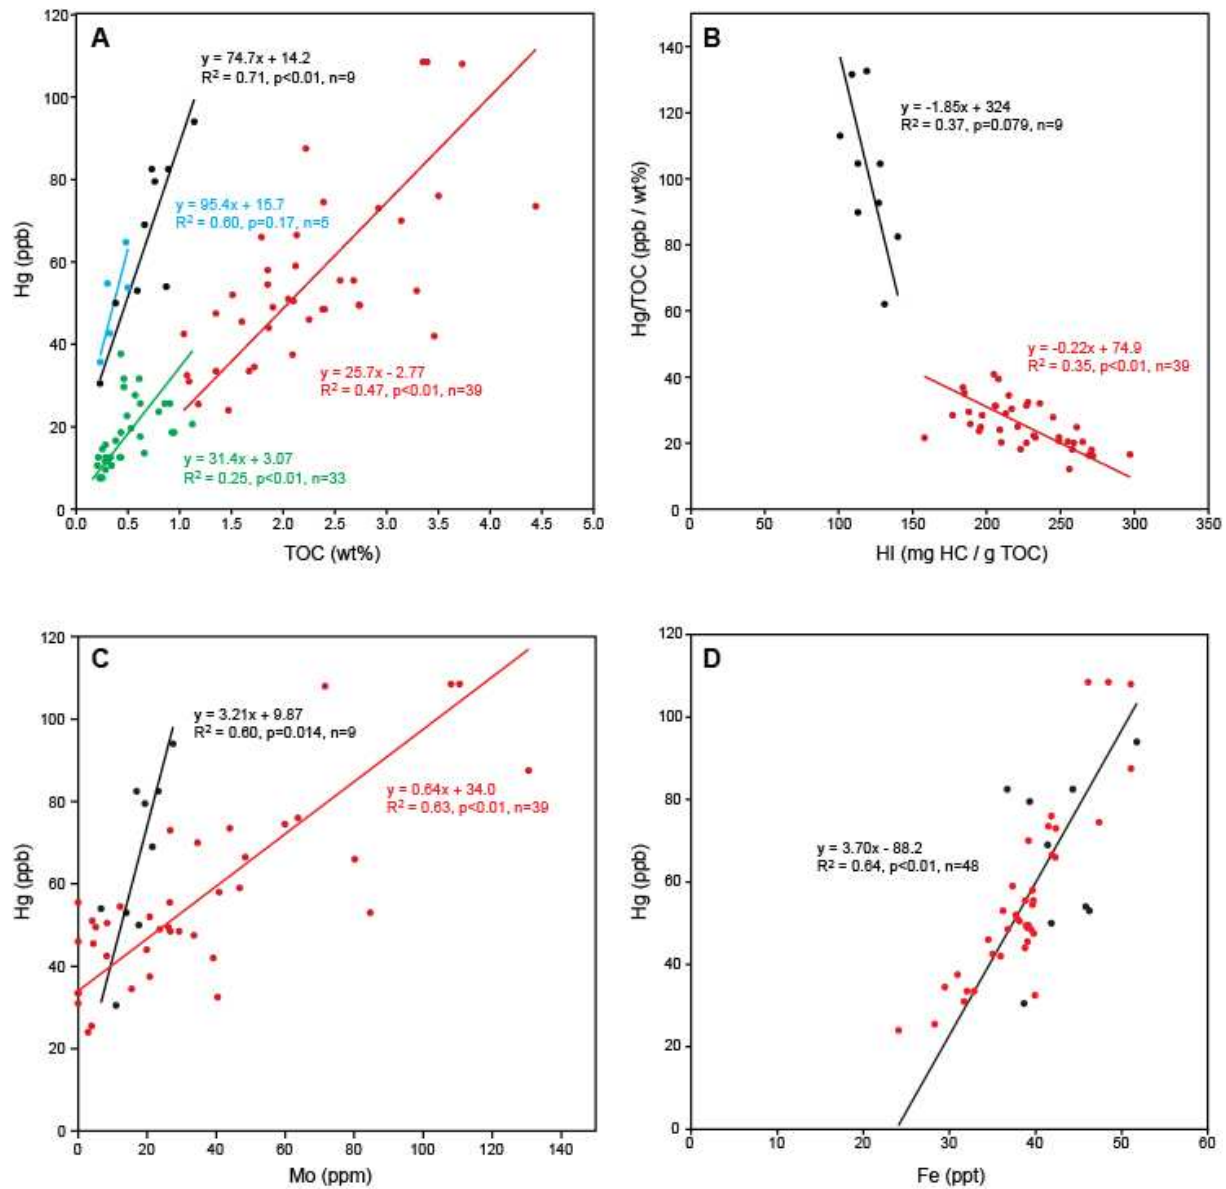 A
y = 74.7x + 14.2
R² = 0.71, p<0.01, n=9
y = 95.4x + 15.7
R² = 0.60, p=0.17, n=5
y = 25.7x - 2.77
R² = 0.47, p<0.01, n=39
y = 31.4x + 3.07
R² = 0.25, p<0.01, n=33
Hg (ppb)
120
100
80
60
40
20
0
0.0 0.5 1.0 1.5 2.0 2.5 3.0 3.5 4.0 4.5 5.0
TOC (wt%)
B
y = -1.85x + 324
R² = 0.37, p=0.079, n=9
y = -0.22x + 74.9
R² = 0.35, p<0.01, n=39
Hg/TOC (ppb / wt%)
140
120
100
80
60
40
20
0
0 50 100 150 200 250 300 350
HI (mg HC / g TOC)
C
y = 3.21x + 9.87
R² = 0.60, p=0.014, n=9
y = 0.64x + 34.0
R² = 0.63, p<0.01, n=39
Hg (ppb)
120
100
80
60
40
20
0
0 20 40 60 80 100 120 140
Mo (ppm)
D
y = 3.70x - 88.2
R² = 0.64, p<0.01, n=48
Hg (ppb)
120
100
80
60
40
20
0
0 10 20 30 40 50 60
Fe (ppt)